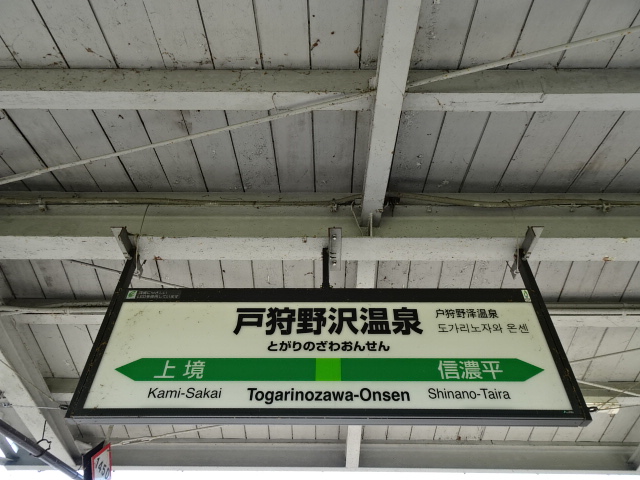 戸狩野沢温泉
とがりのざわおんせん
户狩野泽温泉
도가리노자와 온센
上境
信濃平
Kami-Sakai
Togarinozawa-Onsen
Shinano-Taira
145